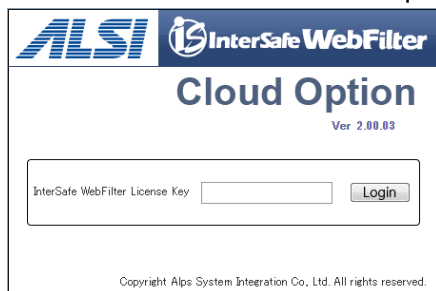 ALSI iS InterSafe WebFilter
Cloud Option
Ver 2.00.03
InterSafe WebFilter License Key Login
Copyright Alps System Integration Co., Ltd. All rights reserved.